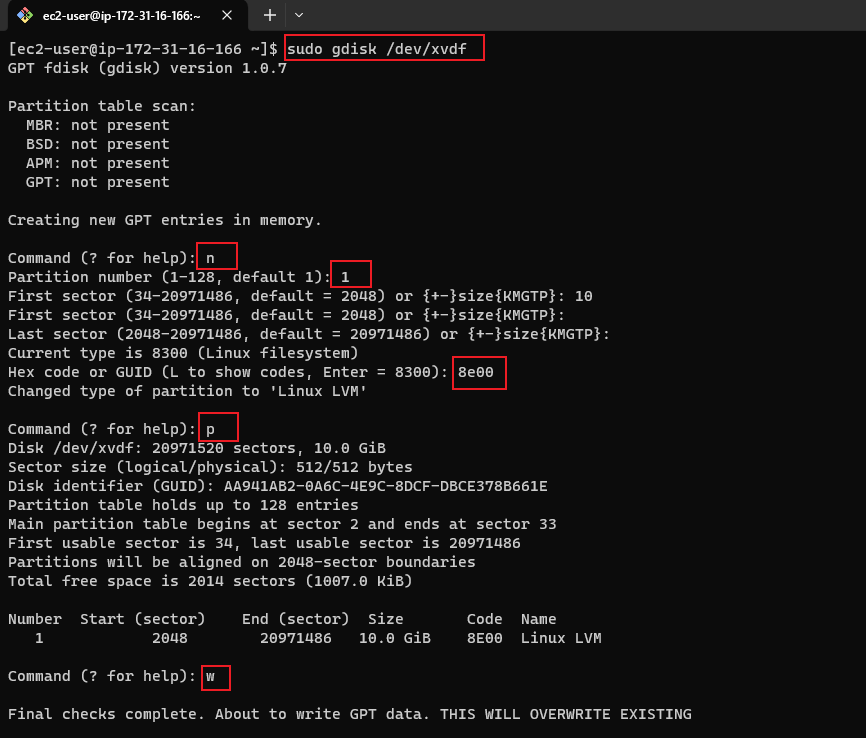 ec2-user@ip-172-31-16-166:~
[ec2-user@ip-172-31-16-166 ~]$ sudo gdisk /dev/xvdf
GPT fdisk (gdisk) version 1.0.7
Partition table scan:
  MBR: not present
  BSD: not present
  APM: not present
  GPT: not present
Creating new GPT entries in memory.
Command (? for help): n
Partition number (1-128, default 1): 1
First sector (34-20971486, default = 2048) or {+-}size{KMGTP}: 10
First sector (34-20971486, default = 2048) or {+-}size{KMGTP}:
Last sector (2048-20971486, default = 20971486) or {+-}size{KMGTP}:
Current type is 8300 (Linux filesystem)
Hex code or GUID (L to show codes, Enter = 8300): 8e00
Changed type of partition to 'Linux LVM'
Command (? for help): p
Disk /dev/xvdf: 20971520 sectors, 10.0 GiB
Sector size (logical/physical): 512/512 bytes
Disk identifier (GUID): AA941AB2-0A6C-4E9C-8DCF-DBCE378B661E
Partition table holds up to 128 entries
Main partition table begins at sector 2 and ends at sector 33
First usable sector is 34, last usable sector is 20971486
Partitions will be aligned on 2048-sector boundaries
Total free space is 2014 sectors (1007.0 KiB)
Number  Start (sector)    End (sector)  Size       Code  Name
   1            2048        20971486   10.0 GiB    8E00  Linux LVM
Command (? for help): w
Final checks complete. About to write GPT data. THIS WILL OVERWRITE EXISTING